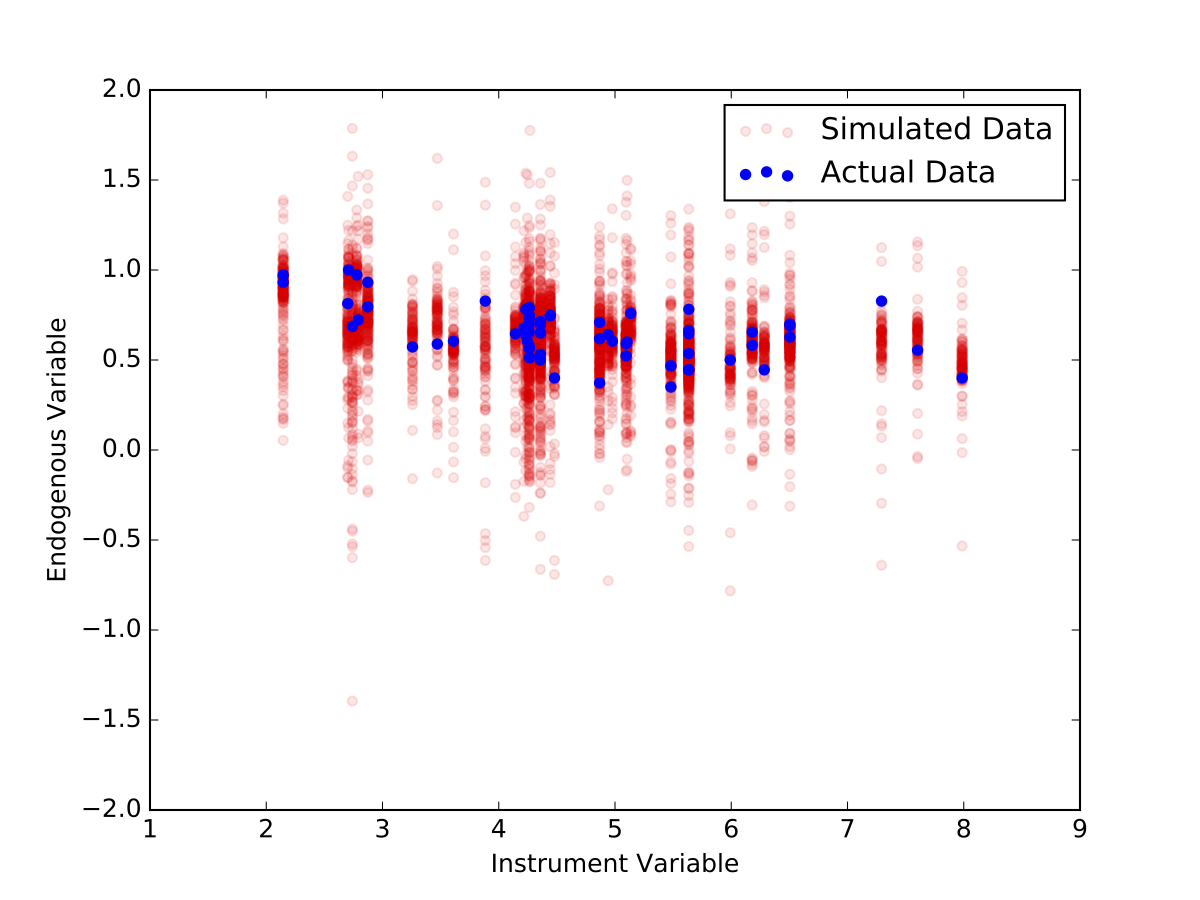 2.0
1.5
1.0
0.5
0.0
−0.5
−1.0
−1.5
−2.0
Endogenous Variable
Simulated Data
Actual Data
1 2 3 4 5 6 7 8 9
Instrument Variable